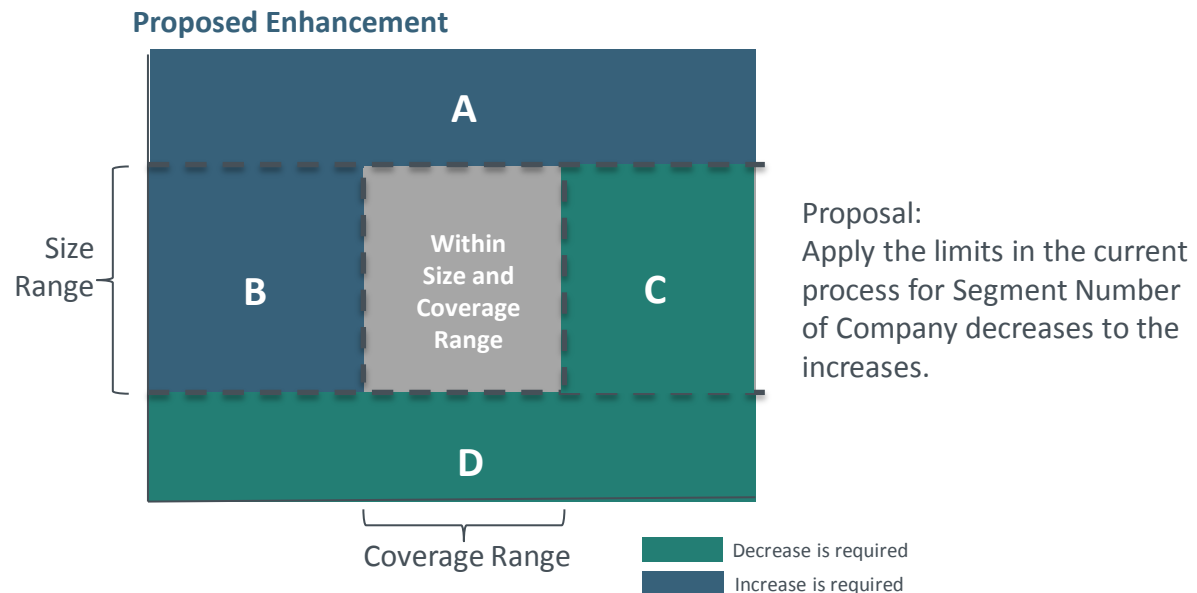 Proposed Enhancement
A
Size
Range
B
Within
Size and
Coverage
Range
C
D
Coverage Range
Proposal:
Apply the limits in the current
process for Segment Number
of Company decreases to the
increases.
Decrease is required
Increase is required